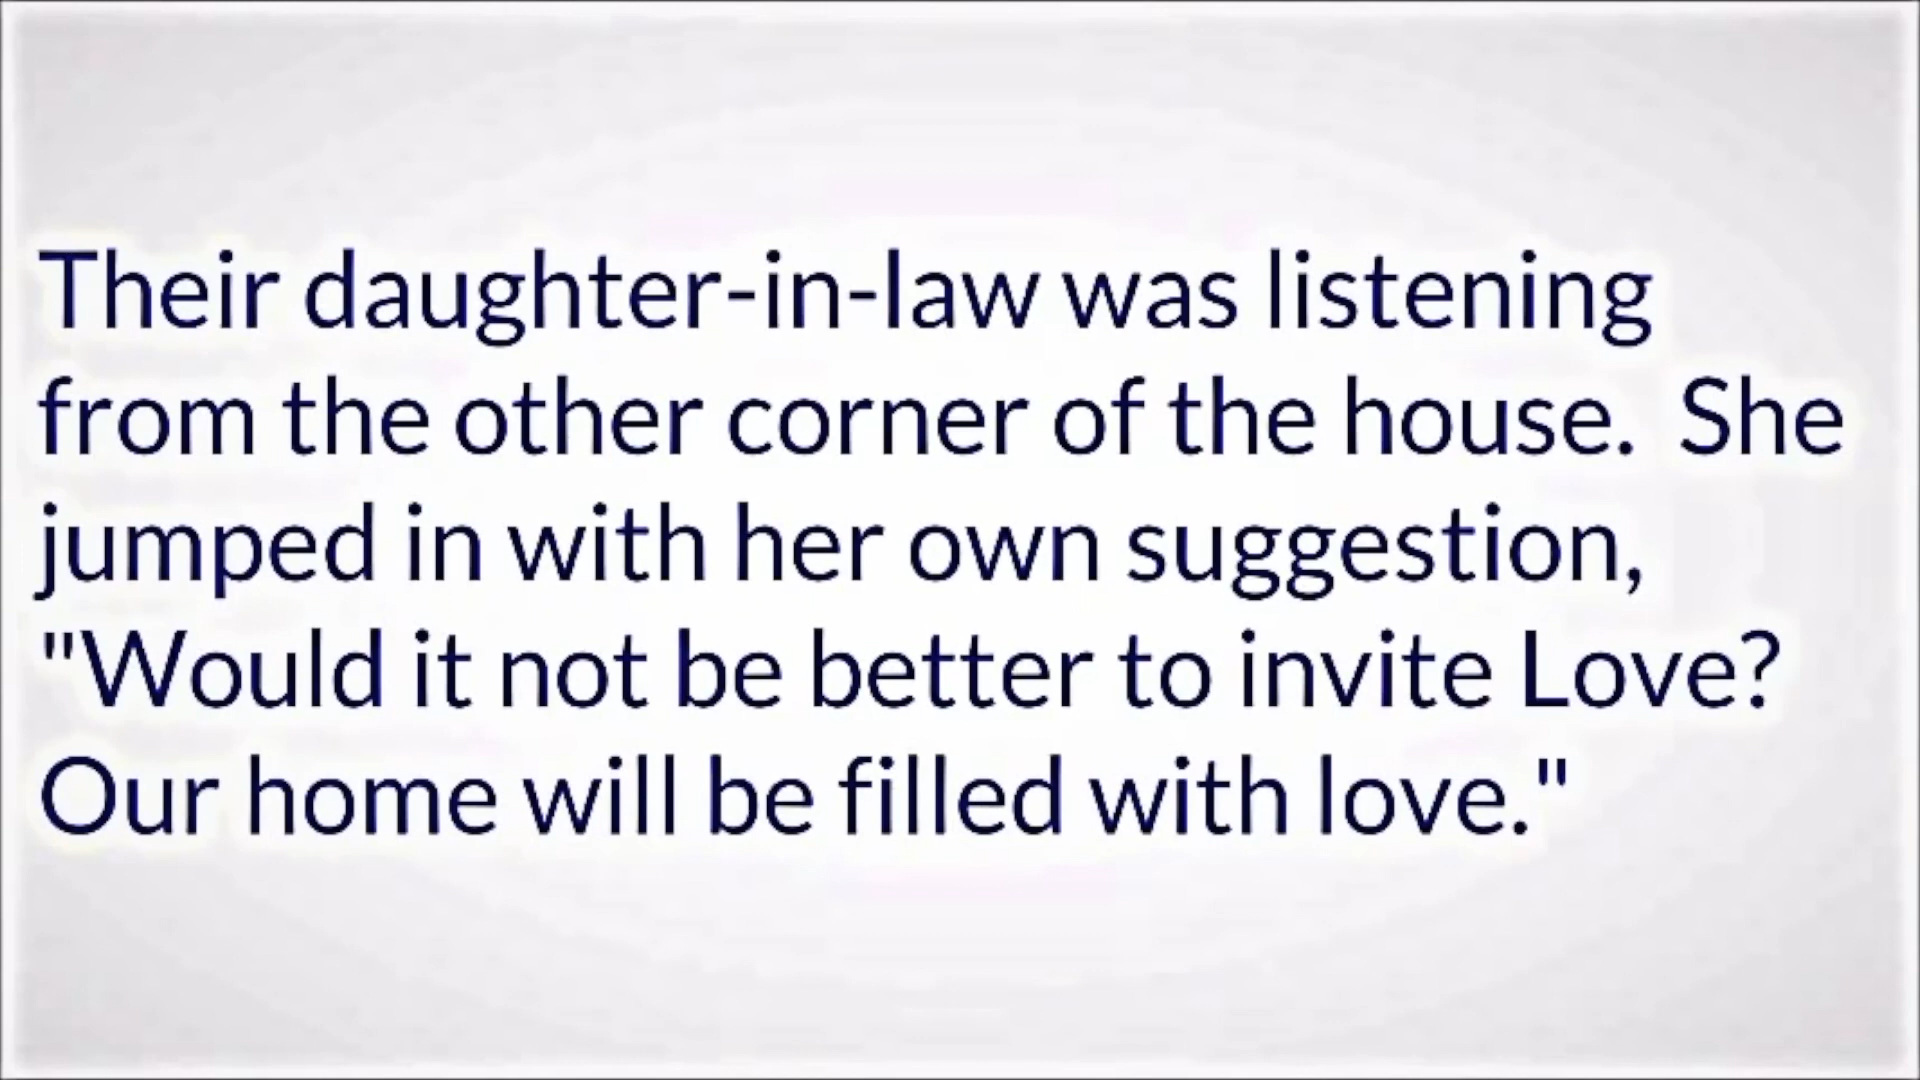 Their daughter-in-law was listening
from the other corner of the house.  She
jumped in with her own suggestion,
"Would it not be better to invite Love?
Our home will be filled with love."